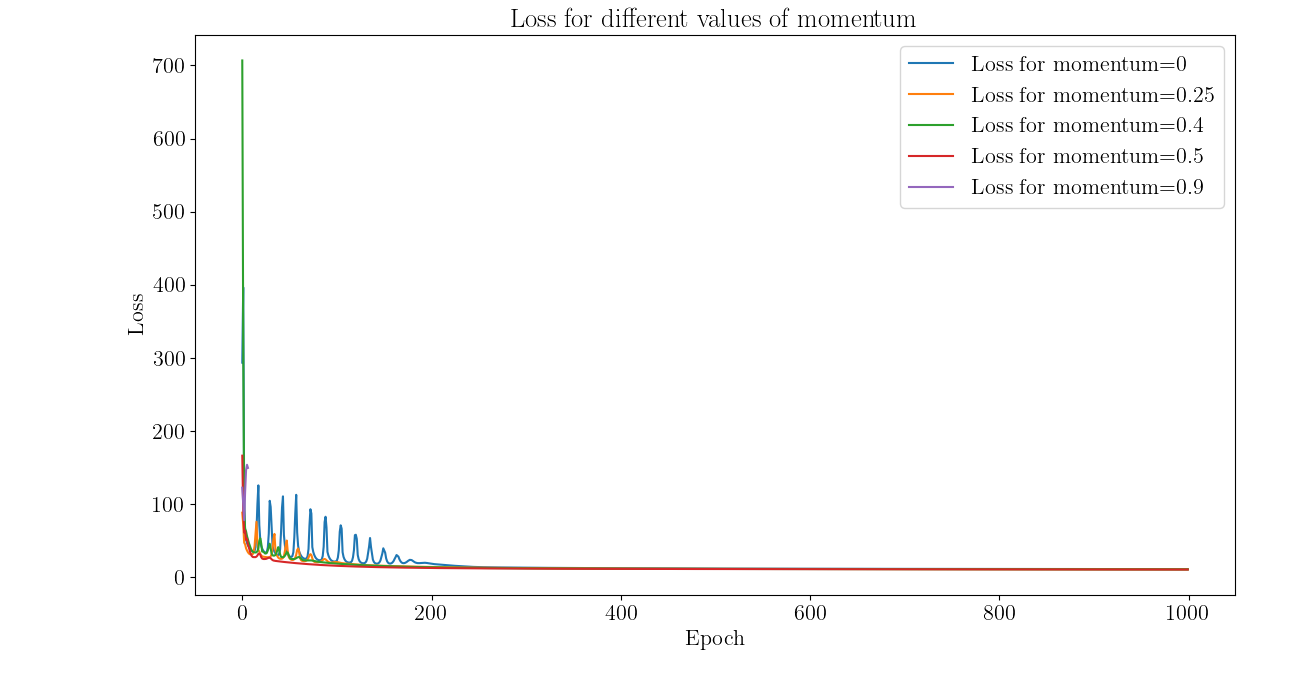 Loss for different values of momentum
Loss for momentum=0
Loss for momentum=0.25
Loss for momentum=0.4
Loss for momentum=0.5
Loss for momentum=0.9
Loss
700
600
500
400
300
200
100
0
0 200 400 600 800 1000
Epoch